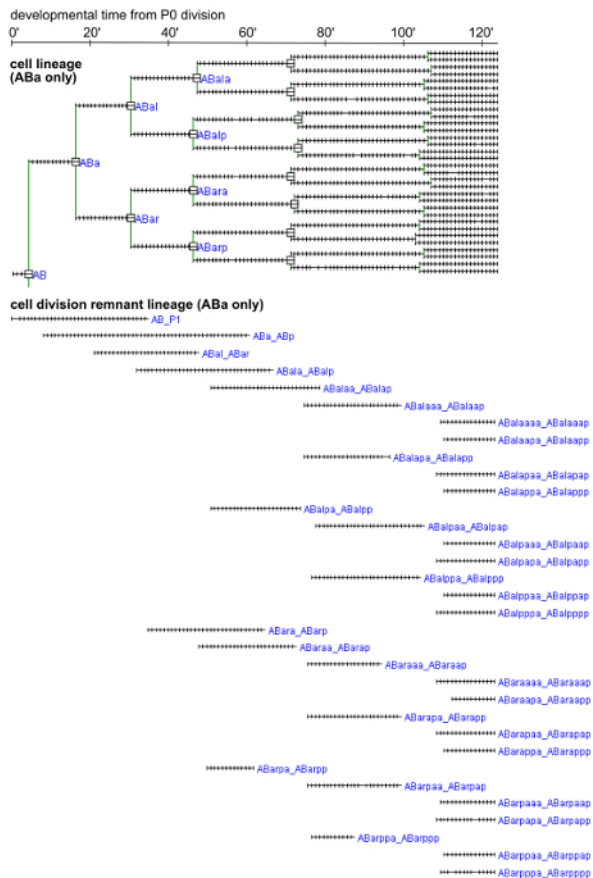 developmental time from P0 division
0' 20' 40' 60' 80' 100' 120'
cell lineage
(ABa only)
ABala
ABal
ABalp
ABa
ABara
ABar
ABarp
AB
cell division remnant lineage (ABa only)
AB_P1
ABa_ABp
ABal_ABar
ABala_ABalp
ABalaa_ABalap
ABalaaa_ABalaap
ABalaaaa_ABalaaap
ABalaapa_ABalaapp
ABalapa_ABalapp
ABalapaa_ABalapap
ABalappa_ABalappp
ABalpa_ABalpp
ABalpaa_ABalpap
ABalpaaa_ABalpaap
ABalpapa_ABalpapp
ABalppa_ABalppp
ABalppaa_ABalppap
ABalpppa_ABalpppp
ABara_ABarp
ABaraa_ABarap
ABaraaa_ABaraap
ABaraaaa_ABaraaap
ABaraapa_ABaraapp
ABarapa_ABarapp
ABarapaa_ABarapap
ABarappa_ABarappp
ABarpa_ABarpp
ABarpaa_ABarpap
ABarpaaa_ABarpaap
ABarpapa_ABarpapp
ABarppa_ABarppp
ABarppaa_ABarppap
ABarpppa_ABarpppp